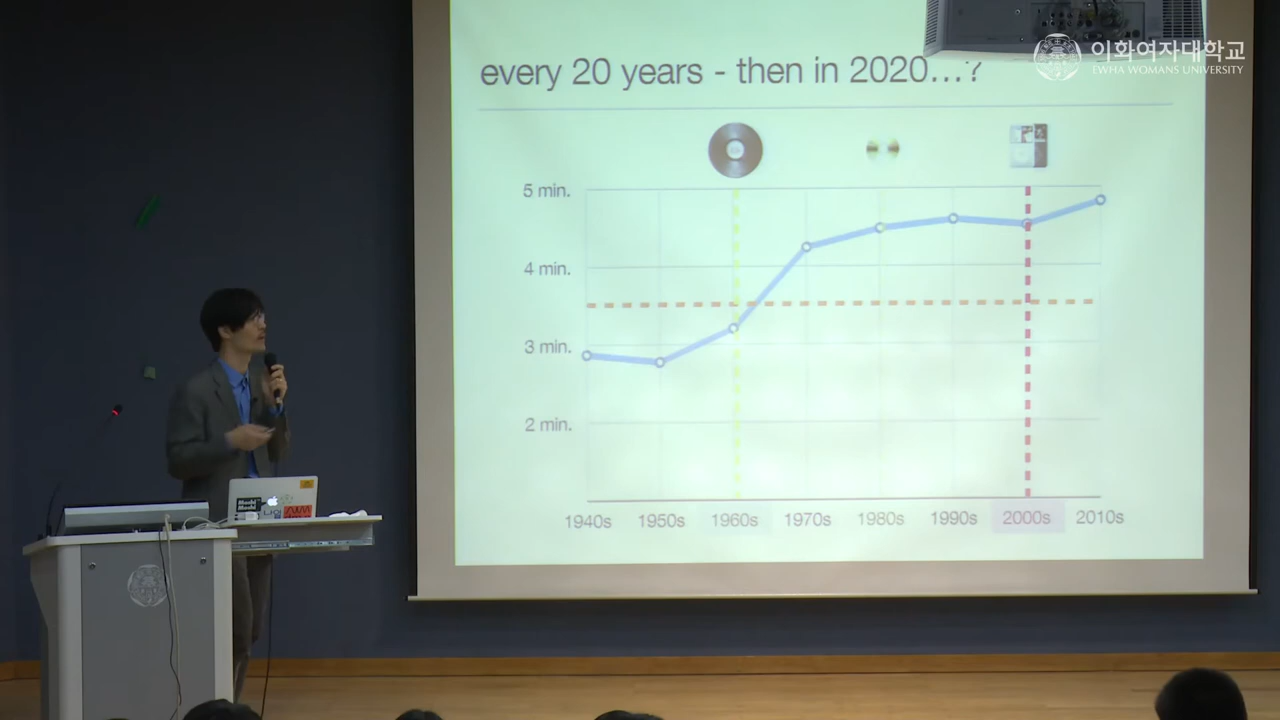 이화여자대학교
EWHA WOMANS UNIVERSITY
every 20 years - then in 2020...?
5 min.
4 min.
3 min.
2 min.
1940s 1950s 1960s 1970s 1980s 1990s 2000s 2010s